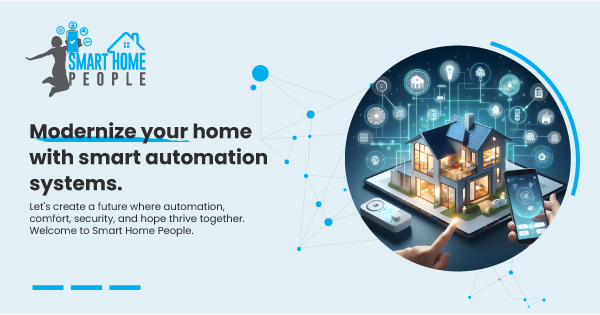 SMART HOME
PEOPLE
Modernize your home
with smart automation
systems.
Let's create a future where automation,
comfort, security, and hope thrive together.
Welcome to Smart Home People.